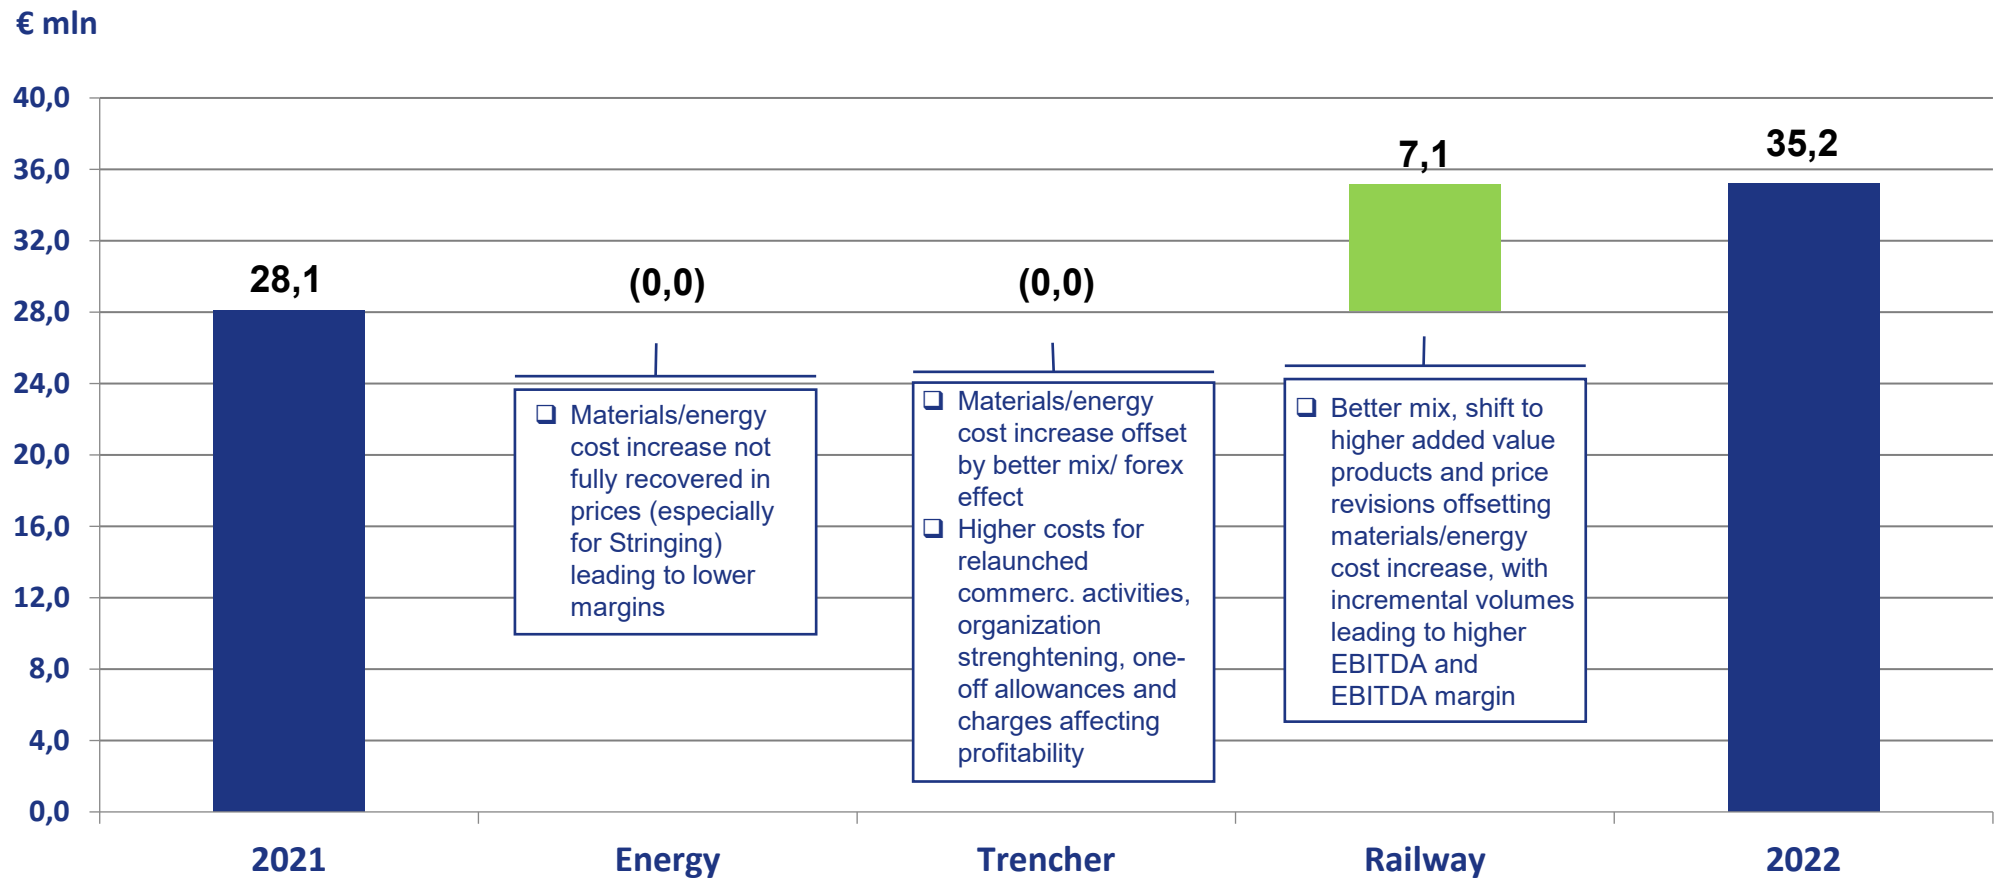 € mln
40,0
36,0
32,0
28,0
24,0
20,0
16,0
12,0
8,0
4,0
0,0
28,1
(0,0)
(0,0)
7,1
35,2
❑ Materials/energy
cost increase not
fully recovered in
prices (especially
for Stringing)
leading to lower
margins
❑ Materials/energy
cost increase offset
by better mix/ forex
effect
❑ Higher costs for
relaunched
commerc. activities,
organization
strenghtening, one-
off allowances and
charges affecting
profitability
❑ Better mix, shift to
higher added value
products and price
revisions offsetting
materials/energy
cost increase, with
incremental volumes
leading to higher
EBITDA and
EBITDA margin
2021
Energy
Trencher
Railway
2022